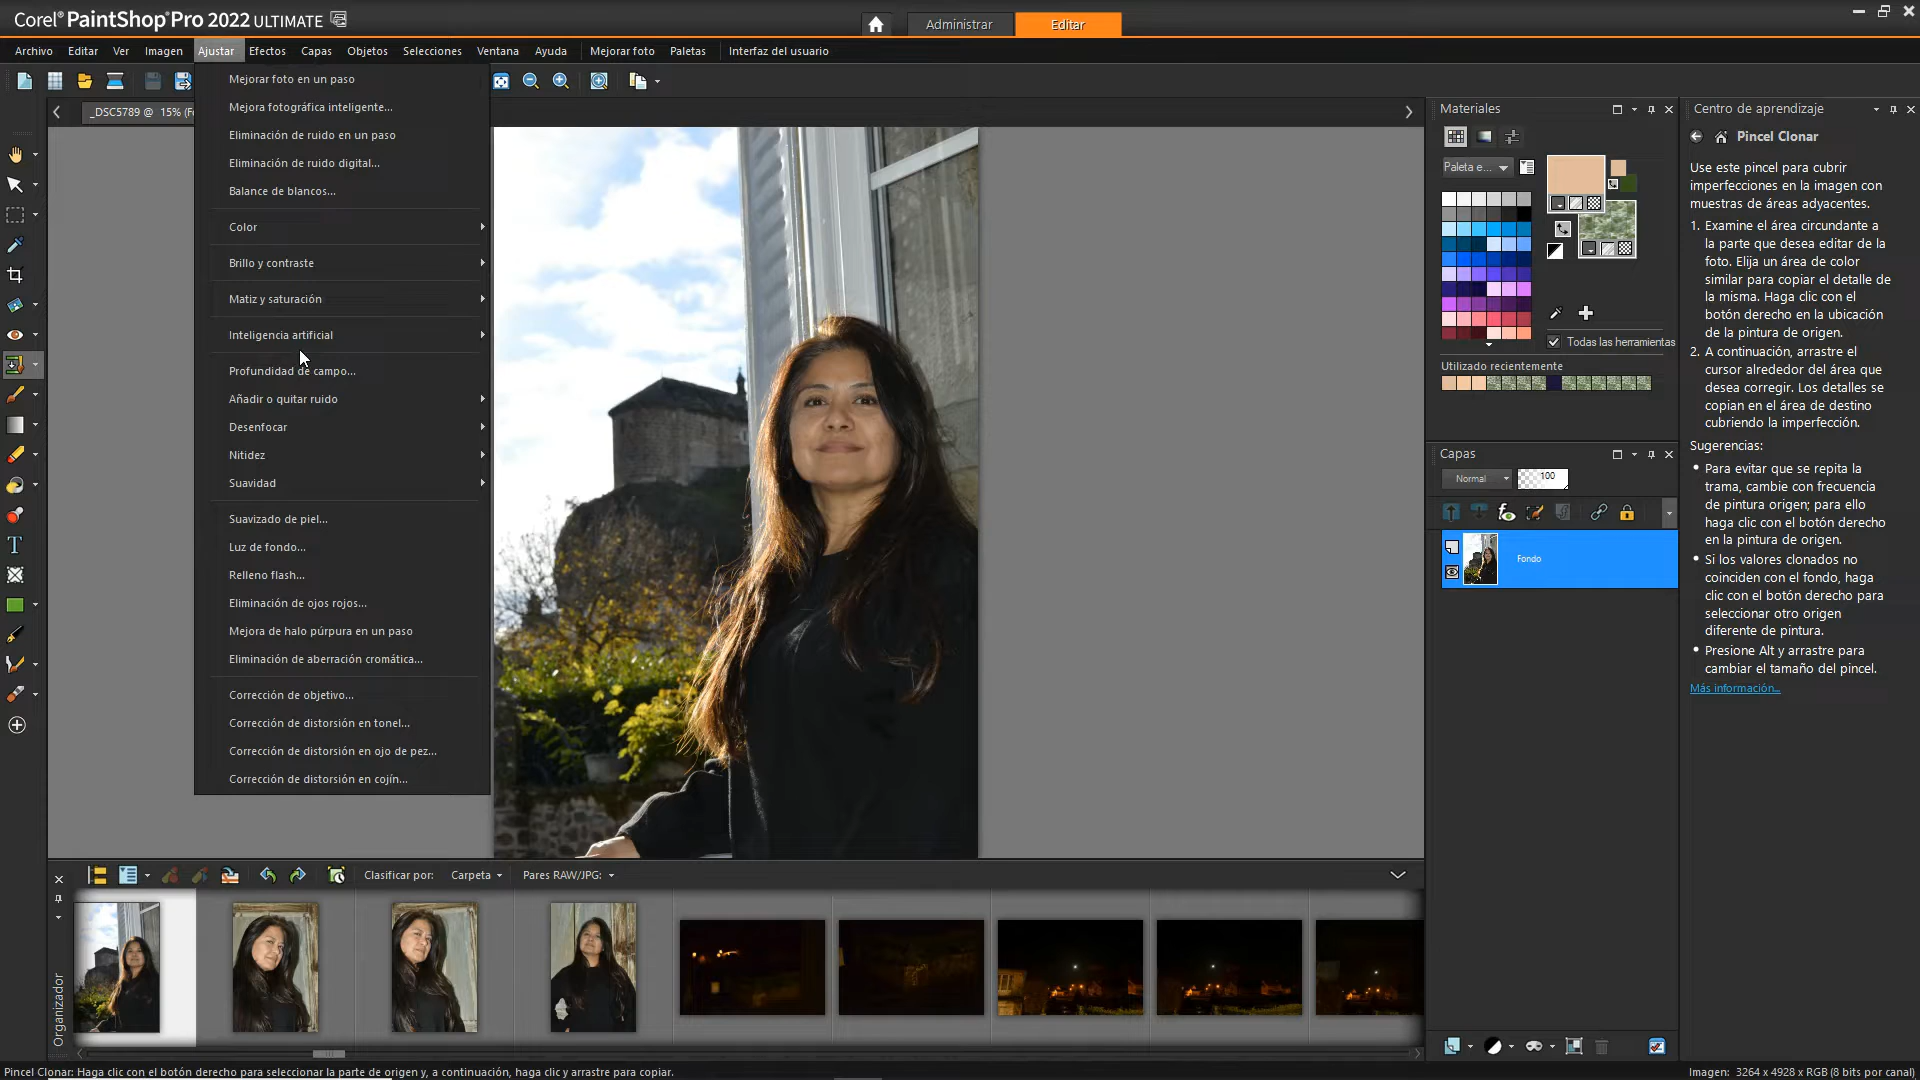 Corel® PaintShop® Pro 2022 ULTIMATE
Administrar
Editar
Archivo Editar Ver Imagen Ajustar Efectos Capas Objetos Selecciones Ventana Ayuda Mejorar foto Paletas Interfaz del usuario
_DSC5789 @ 15% (F
Mejorar foto en un paso
Mejora fotográfica inteligente...
Eliminación de ruido en un paso
Eliminación de ruido digital...
Balance de blancos...
Color
Brillo y contraste
Matiz y saturación
Inteligencia artificial
Profundidad de campo...
Añadir o quitar ruido
Desenfocar
Nitidez
Suavidad
Suavizado de piel...
Luz de fondo...
Relleno flash...
Eliminación de ojos rojos...
Mejora de halo púrpura en un paso
Eliminación de aberración cromática...
Corrección de objetivo...
Corrección de distorsión en tonel...
Corrección de distorsión en ojo de pez...
Corrección de distorsión en cojín...
Materiales
Paleta e...
Todas las herramientas
Utilizado recientemente
Capas
Normal
100
Fondo
Centro de aprendizaje
Pincel Clonar
Use este pincel para cubrir
imperfecciones en la imagen con
muestras de áreas adyacentes.
1. Examine el área circundante a
la parte que desea editar de la
foto. Elija un área de color
similar para copiar el detalle de
la misma. Haga clic con el
botón derecho en la ubicación
de la pintura de origen.
2. A continuación, arrastre el
cursor alrededor del área que
desea corregir. Los detalles se
copian en el área de destino
cubriendo la imperfección.
Sugerencias:
• Para evitar que se repita la
trama, cambie con frecuencia
de pintura origen; para ello
haga clic con el botón derecho
en la pintura de origen.
• Si los valores clonados no
coinciden con el fondo, haga
clic con el botón derecho para
seleccionar otro origen
diferente de pintura.
• Presione Alt y arrastre para
cambiar el tamaño del pincel.
Más información...
Clasificar por: Carpeta Pares RAW/JPG:
Organizador
Pincel Clonar: Haga clic con el botón derecho para seleccionar la parte de origen y, a continuación, haga clic y arrastre para copiar.
Imagen: 3264 x 4928 x RGB (8 bits por canal)